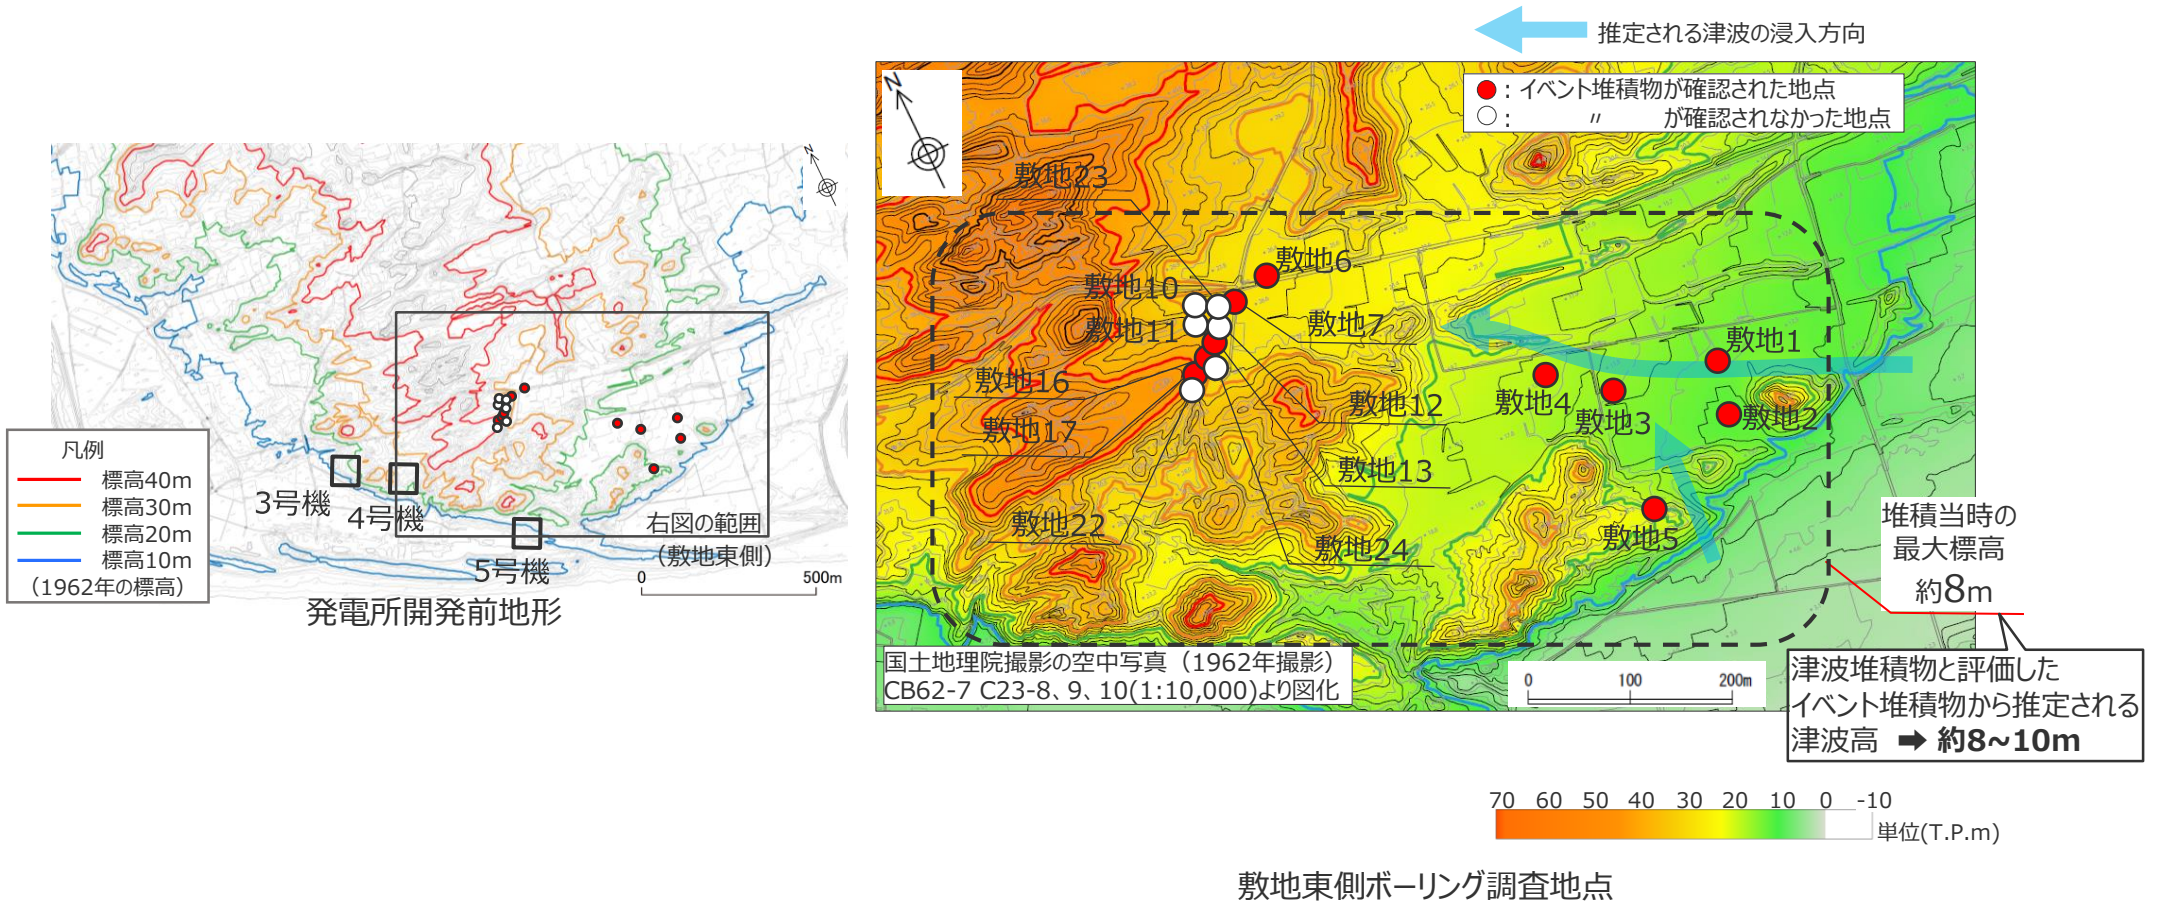 推定される津波の浸入方向
N
●：イベント堆積物が確認された地点
○：　〃　が確認されなかった地点
敷地23
敷地6
敷地10
敷地11
敷地7
敷地1
敷地16
敷地12
敷地4
敷地3
敷地2
敷地17
敷地13
敷地22
敷地24
敷地5
堆積当時の
最大標高
約8m
国土地理院撮影の空中写真（1962年撮影）
CB62-7 C23-8、9、10(1:10,000)より図化
0 100 200m
津波堆積物と評価した
イベント堆積物から推定される
津波高 ➡ 約8~10m
70 60 50 40 30 20 10 0 -10
単位(T.P.m)
敷地東側ボーリング調査地点
N
凡例
標高40m
標高30m
標高20m
標高10m
（1962年の標高）
3号機
4号機
5号機
右図の範囲
（敷地東側）
0 500m
発電所開発前地形